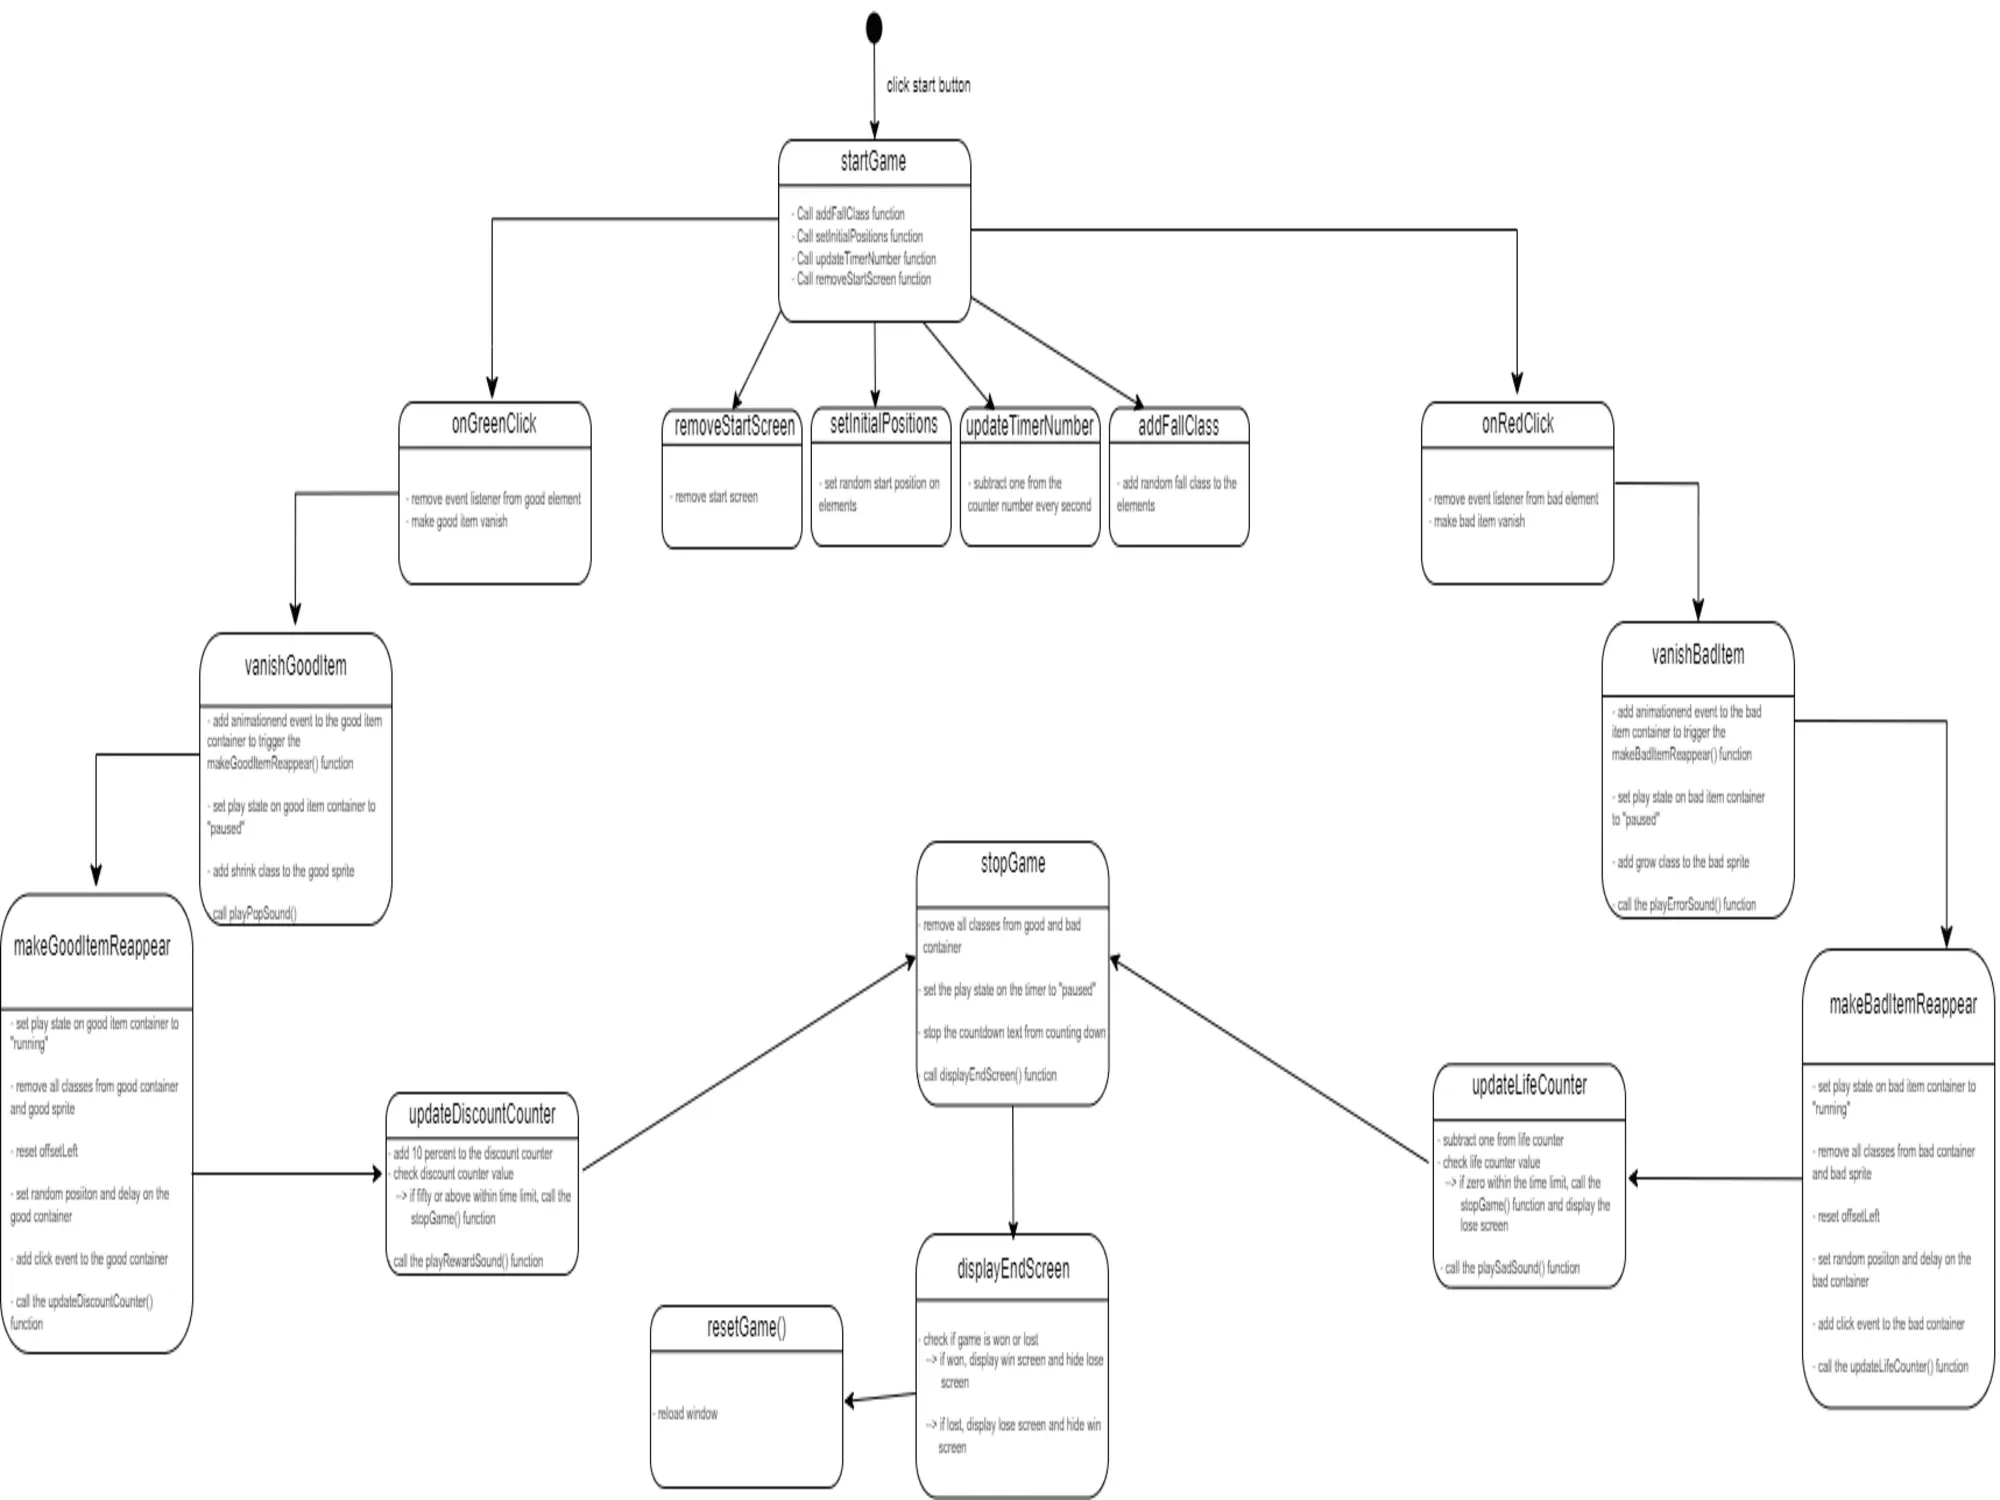 click start button
startGame
- Call addFallClass function
- Call setInitialPositions function
- Call updateTimerNumber function
- Call removeStartScreen function
onGreenClick
- remove event listener from good element
- make good item vanish
removeStartScreen
- remove start screen
setInitialPositions
- set random start position on
elements
updateTimerNumber
- subtract one from the
counter number every second
addFallClass
- add random fall class to the
elements
onRedClick
- remove event listener from bad element
- make bad item vanish
vanishGoodItem
- add animationend event to the good item
container to trigger the
makeGoodItemReappear() function
- set play state on good item container to
"paused"
- add shrink class to the good sprite
- call playPopSound()
vanishBadItem
- add animationend event to the bad
item container to trigger the
makeBadItemReappear() function
- set play state on bad item container
to "paused"
- add grow class to the bad sprite
- call the playErrorSound() function
makeGoodItemReappear
- set play state on good item container to
"running"
- remove all classes from good container
and good sprite
- reset offsetLeft
- set random posiiton and delay on the
good container
- add click event to the good container
- call the updateDiscountCounter()
function
updateDiscountCounter
- add 10 percent to the discount counter
- check discount counter value
--> if fifty or above within time limit, call the
stopGame() function
call the playRewardSound() function
stopGame
- remove all classes from good and bad
container
- set the play state on the timer to "paused"
- stop the countdown text from counting down
- call displayEndScreen() function
updateLifeCounter
- subtract one from life counter
- check life counter value
--> if zero within the time limit, call the
stopGame() function and display the
lose screen
- call the playSadSound() function
makeBadItemReappear
- set play state on bad item container to
"running"
- remove all classes from bad container
and bad sprite
- reset offsetLeft
- set random posiiton and delay on the
bad container
- add click event to the bad container
- call the updateLifeCounter() function
displayEndScreen
- check if game is won or lost
--> if won, display win screen and hide lose
screen
--> if lost, display lose screen and hide win
screen
resetGame()
- reload window